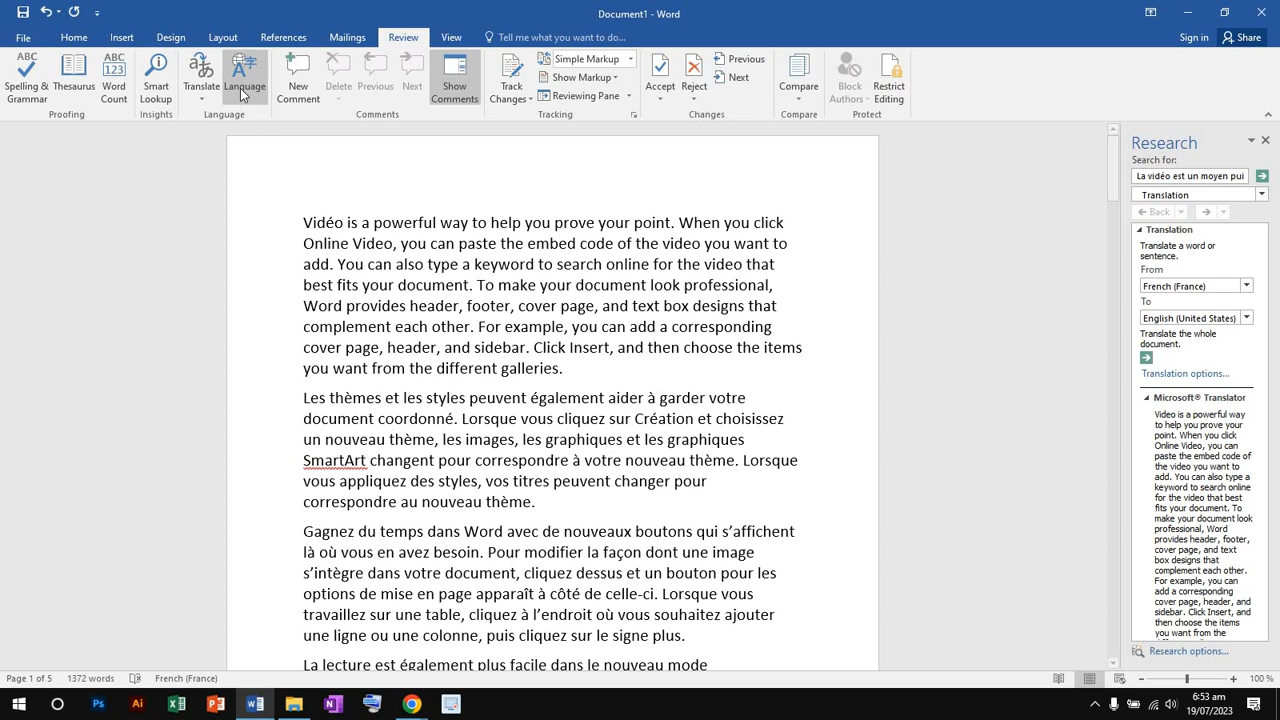 Document1 - Word
File
Home
Insert
Design
Layout
References
Mailings
Review
View
Tell me what you want to do...
Sign in
Share
ABC
Spelling &
Grammar
Thesaurus
ABC
123
Word
Count
Smart
Lookup
Translate
Language
New
Comment
Delete
Previous
Next
Show
Comments
Track
Changes
Simple Markup
Show Markup
Reviewing Pane
Accept
Reject
Previous
Next
Compare
Block
Authors
Restrict
Editing
Proofing
Insights
Language
Comments
Tracking
Changes
Compare
Protect
Vidéo is a powerful way to help you prove your point. When you click
Online Video, you can paste the embed code of the video you want to
add. You can also type a keyword to search online for the video that
best fits your document. To make your document look professional,
Word provides header, footer, cover page, and text box designs that
complement each other. For example, you can add a corresponding
cover page, header, and sidebar. Click Insert, and then choose the items
you want from the different galleries.
Les thèmes et les styles peuvent également aider à garder votre
document coordonné. Lorsque vous cliquez sur Création et choisissez
un nouveau thème, les images, les graphiques et les graphiques
SmartArt changent pour correspondre à votre nouveau thème. Lorsque
vous appliquez des styles, vos titres peuvent changer pour
correspondre au nouveau thème.
Gagnez du temps dans Word avec de nouveaux boutons qui s’affichent
là où vous en avez besoin. Pour modifier la façon dont une image
s’intègre dans votre document, cliquez dessus et un bouton pour les
options de mise en page apparaît à côté de celle-ci. Lorsque vous
travaillez sur une table, cliquez à l’endroit où vous souhaitez ajouter
une ligne ou une colonne, puis cliquez sur le signe plus.
La lecture est également plus facile dans le nouveau mode
Research
Search for:
La vidéo est un moyen pui
Translation
Back
Translation
Translate a word or
sentence.
From
French (France)
To
English (United States)
Translate the whole
document.
Translation options...
Microsoft® Translator
Video is a powerful way
to help you prove your
point. When you click
Online Video, you can
paste the embed code of
the video you want to
add. You can also type a
keyword to search online
for the video that best
fits your document. To
make your document look
professional, Word
provides header, footer,
cover page, and text box
designs that
complement each other.
For example, you can
add a corresponding
cover page, header, and
sidebar. Click Insert, and
then choose the items
you want from the
Research options...
Page 1 of 5
1372 words
French (France)
100 %
Ai
Ps
6:53 am
19/07/2023